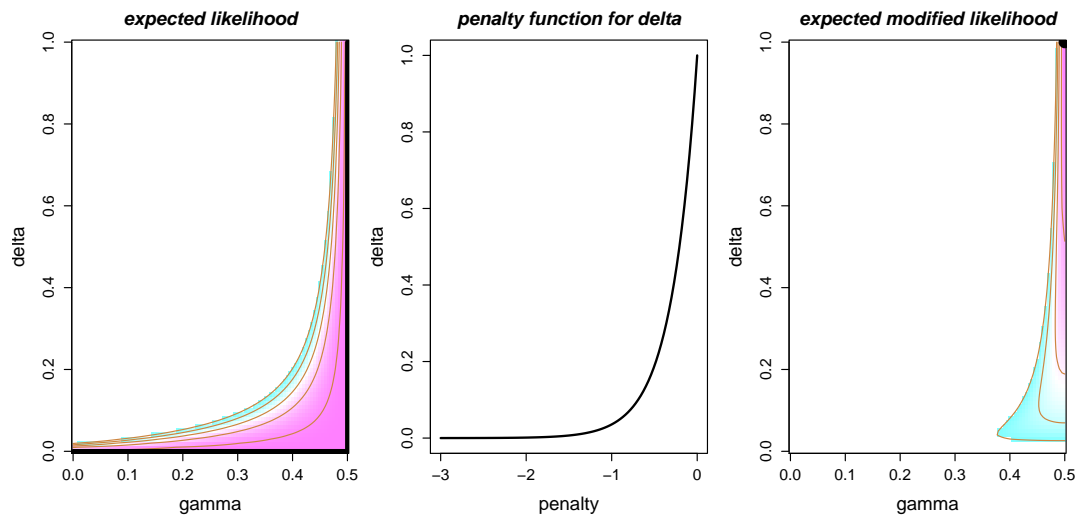 expected likelihood
1.0
0.8
0.6
0.4
0.2
0.0
delta
0.0 0.1 0.2 0.3 0.4 0.5
gamma
penalty function for delta
1.0
0.8
0.6
0.4
0.2
0.0
delta
−3 −2 −1 0
penalty
expected modified likelihood
1.0
0.8
0.6
0.4
0.2
0.0
delta
0.0 0.1 0.2 0.3 0.4 0.5
gamma